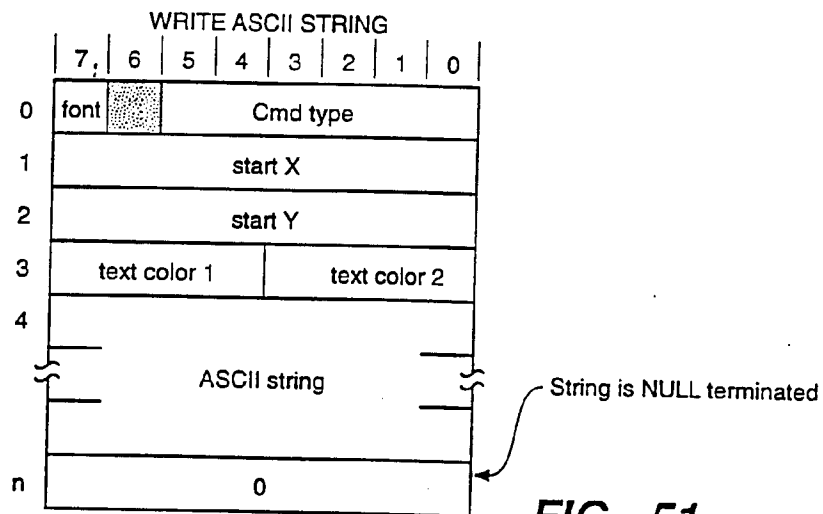 WRITE ASCII STRING
7 6 5 4 3 2 1 0
0 font Cmd type
1 start X
2 start Y
3 text color 1 text color 2
4
ASCII string
String is NULL terminated
n 0
FIG. 51